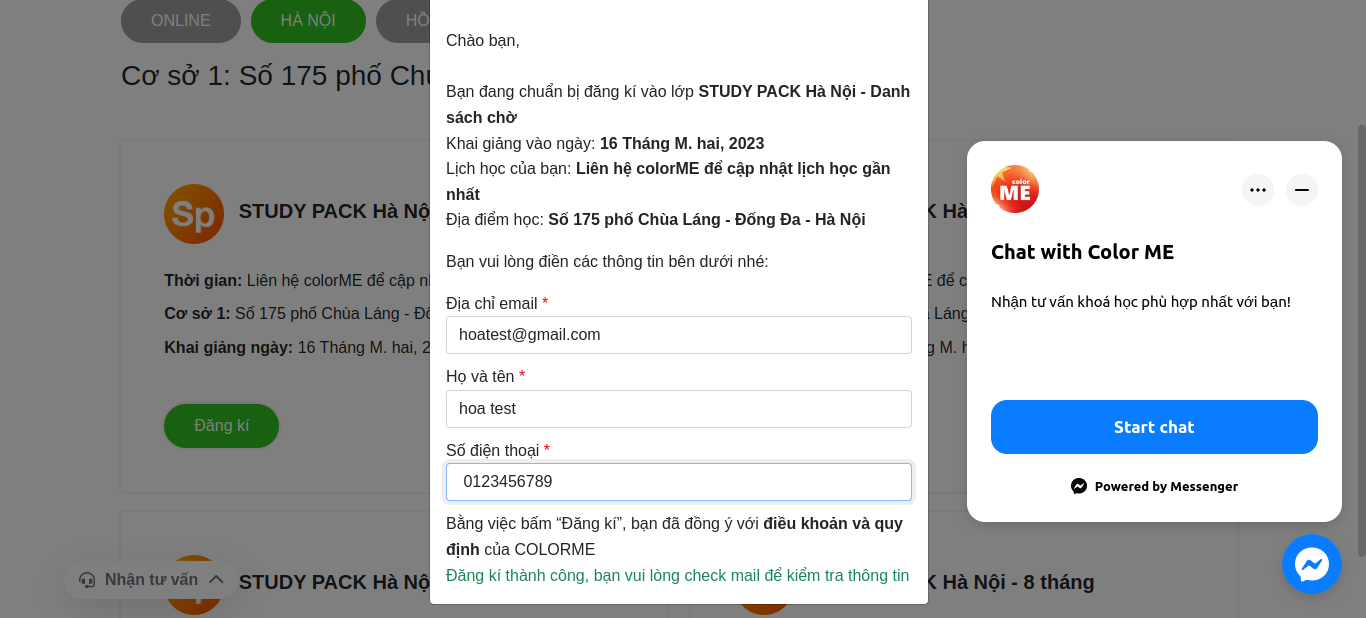 ONLINE
HÀ NỘI
HỒ
Cơ sở 1: Số 175 phố Chù
Sp
STUDY PACK Hà Nộ
Thời gian: Liên hệ colorME để cập n
Cơ sở 1: Số 175 phố Chùa Láng - Đố
Khai giảng ngày: 16 Tháng M. hai, 2
Đăng kí
Nhận tư vấn
STUDY PACK Hà Nộ
Chào bạn,
Bạn đang chuẩn bị đăng kí vào lớp STUDY PACK Hà Nội - Danh
sách chờ
Khai giảng vào ngày: 16 Tháng M. hai, 2023
Lịch học của bạn: Liên hệ colorME để cập nhật lịch học gần
nhất
Địa điểm học: Số 175 phố Chùa Láng - Đống Đa - Hà Nội
Bạn vui lòng điền các thông tin bên dưới nhé:
Địa chỉ email *
hoatest@gmail.com
Họ và tên *
hoa test
Số điện thoại *
0123456789
Bằng việc bấm “Đăng kí”, bạn đã đồng ý với điều khoản và quy
định của COLORME
Đăng kí thành công, bạn vui lòng check mail để kiểm tra thông tin
K Hà
E để c
Láng
g M. h
K Hà Nội - 8 tháng
color
ME
Chat with Color ME
Nhận tư vấn khoá học phù hợp nhất với bạn!
Start chat
Powered by Messenger